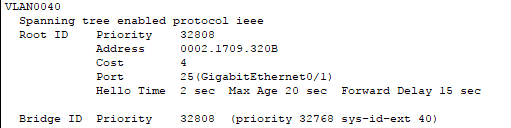 VLAN0040
Spanning tree enabled protocol ieee
Root ID Priority 32808
Address 0002.1709.320B
Cost 4
Port 25(GigabitEthernet0/1)
Hello Time 2 sec Max Age 20 sec Forward Delay 15 sec
Bridge ID Priority 32808 (priority 32768 sys-id-ext 40)